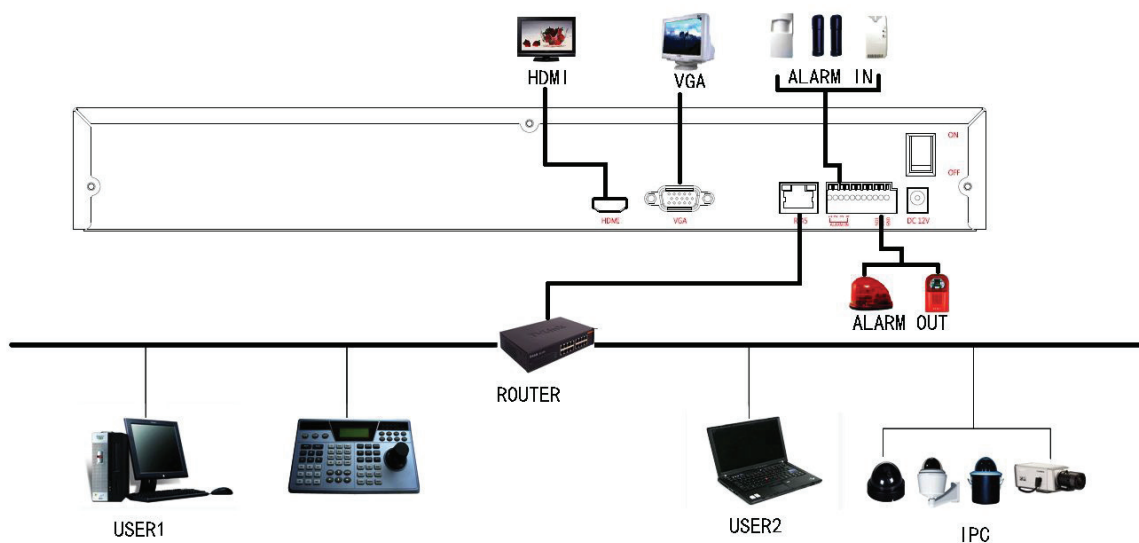 HDMI
VGA
ALARM IN
ON
OFF
HDMI
VGA
DC 12V
ALARM OUT
ROUTER
USER1
USER2
IPC